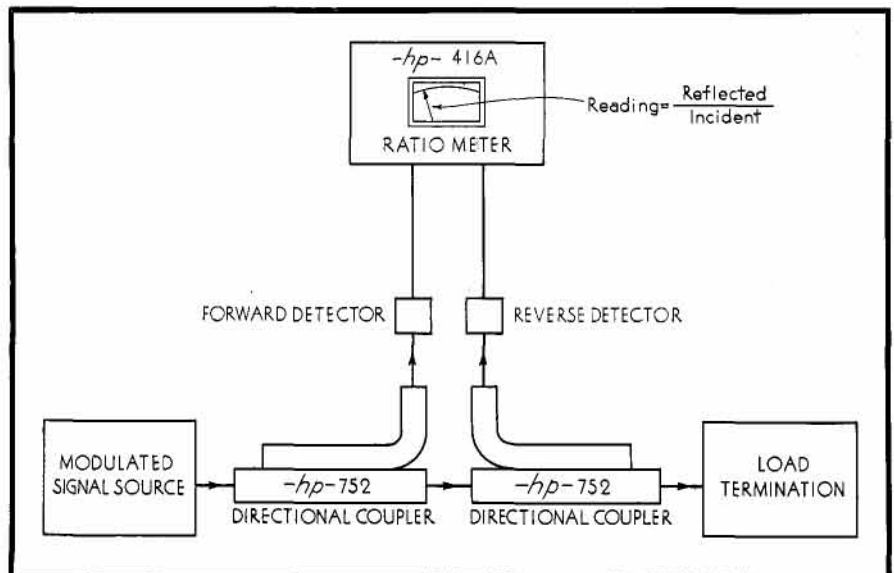 -hp- 416A
Reading= Reflected
Incident
RATIO METER
FORWARD DETECTOR
REVERSE DETECTOR
MODULATED
SIGNAL SOURCE
-hp-752
DIRECTIONAL COUPLER
-hp-752
DIRECTIONAL COUPLER
LOAD
TERMINATION